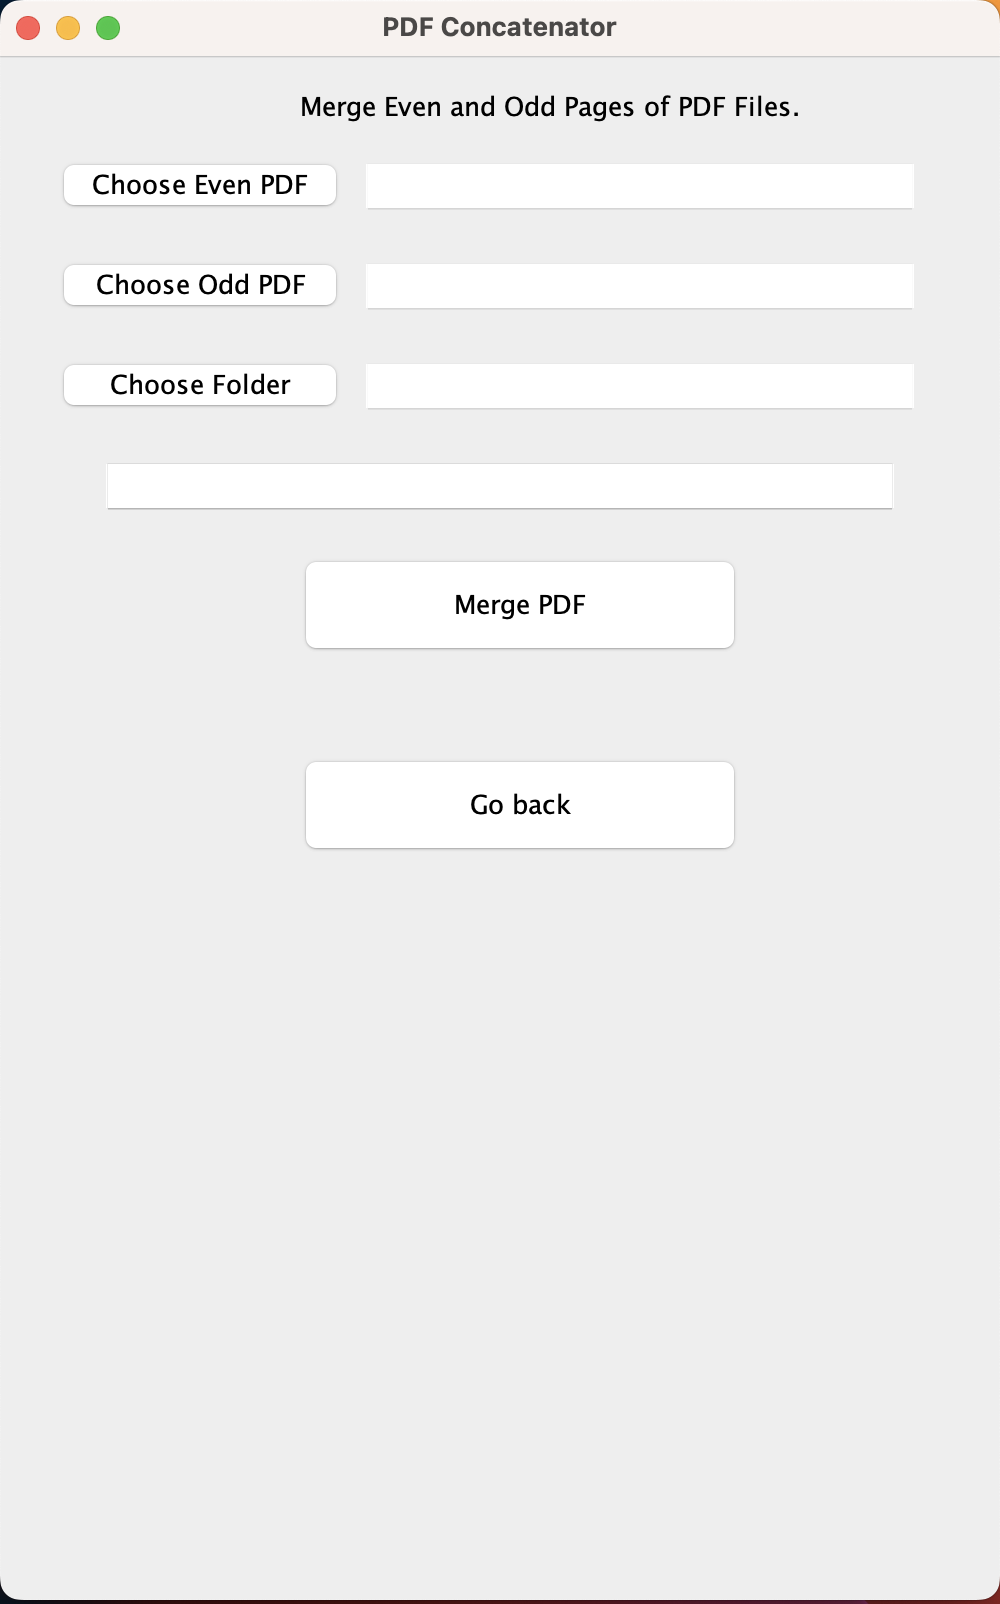 PDF Concatenator
Merge Even and Odd Pages of PDF Files.
Choose Even PDF
Choose Odd PDF
Choose Folder
Merge PDF
Go back